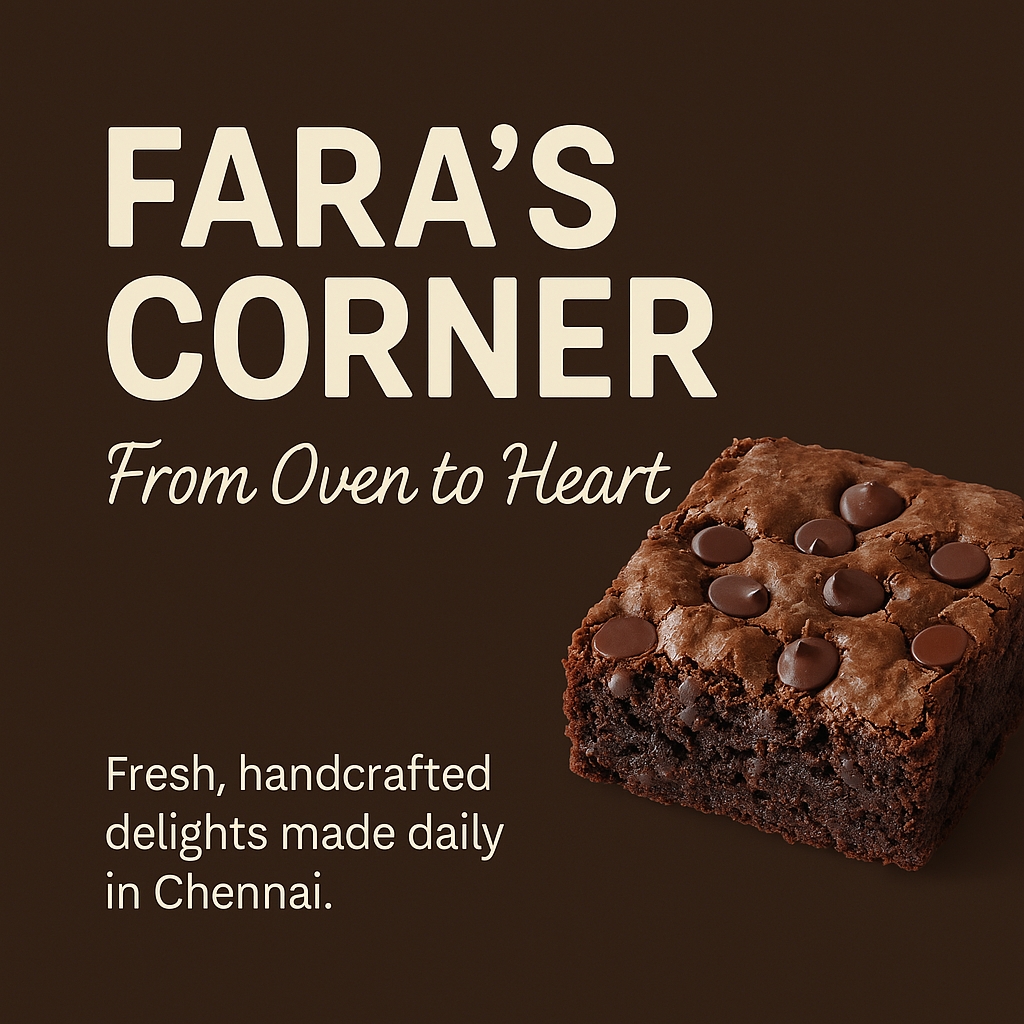 FARA’S
CORNER
From Oven to Heart
Fresh, handcrafted
delights made daily
in Chennai.